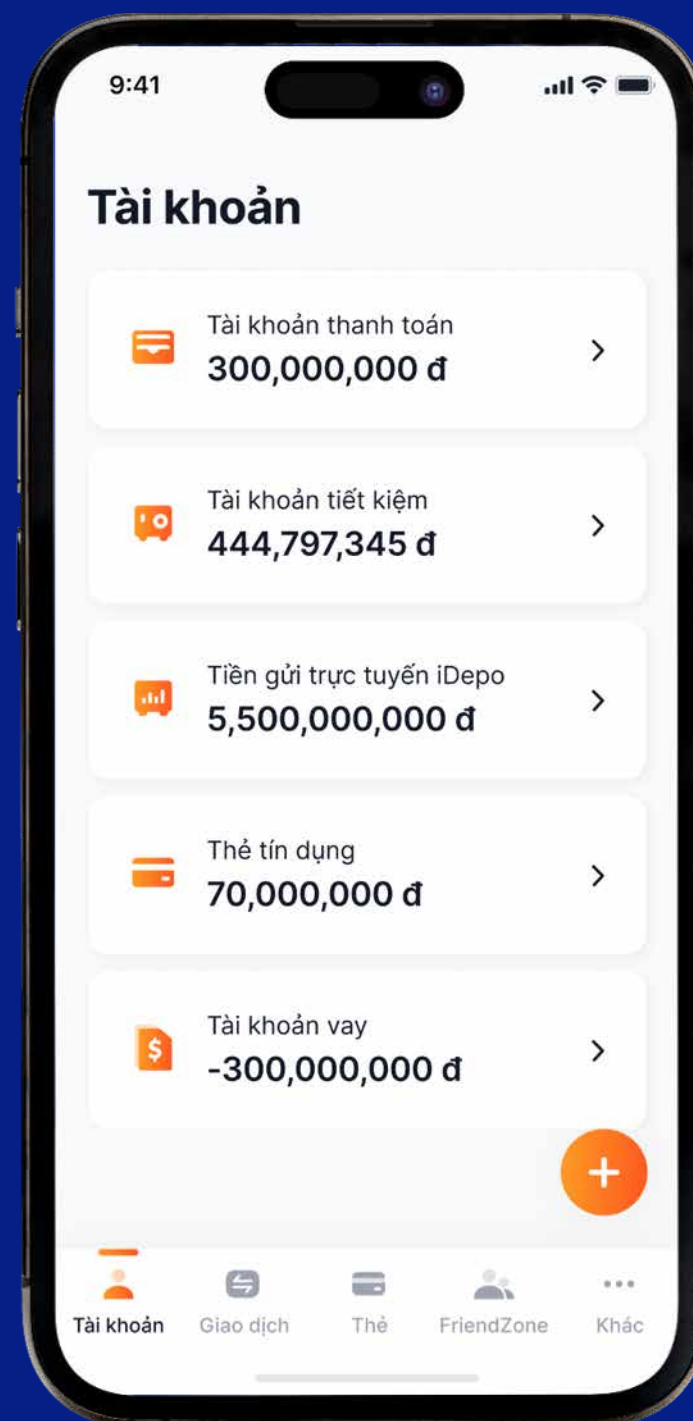 9:41
Tài khoản
Tài khoản thanh toán
300,000,000 đ
Tài khoản tiết kiệm
444,797,345 đ
Tiền gửi trực tuyến iDepo
5,500,000,000 đ
Thẻ tín dụng
70,000,000 đ
Tài khoản vay
-300,000,000 đ
Tài khoản Giao dịch Thẻ FriendZone Khác